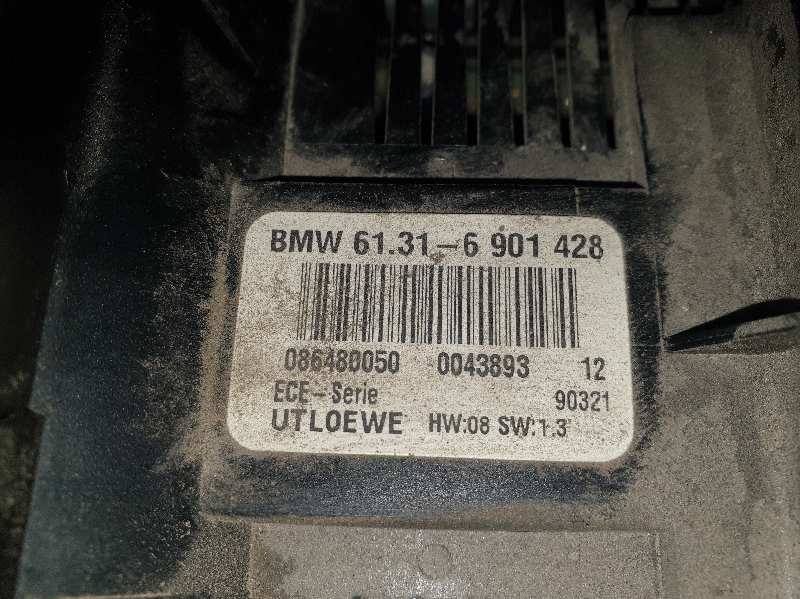 BMW 61.31-6 901 428
086480050 0043893 12
ECE-Serie 90321
UTLOEWE HW:08 SW:1.3